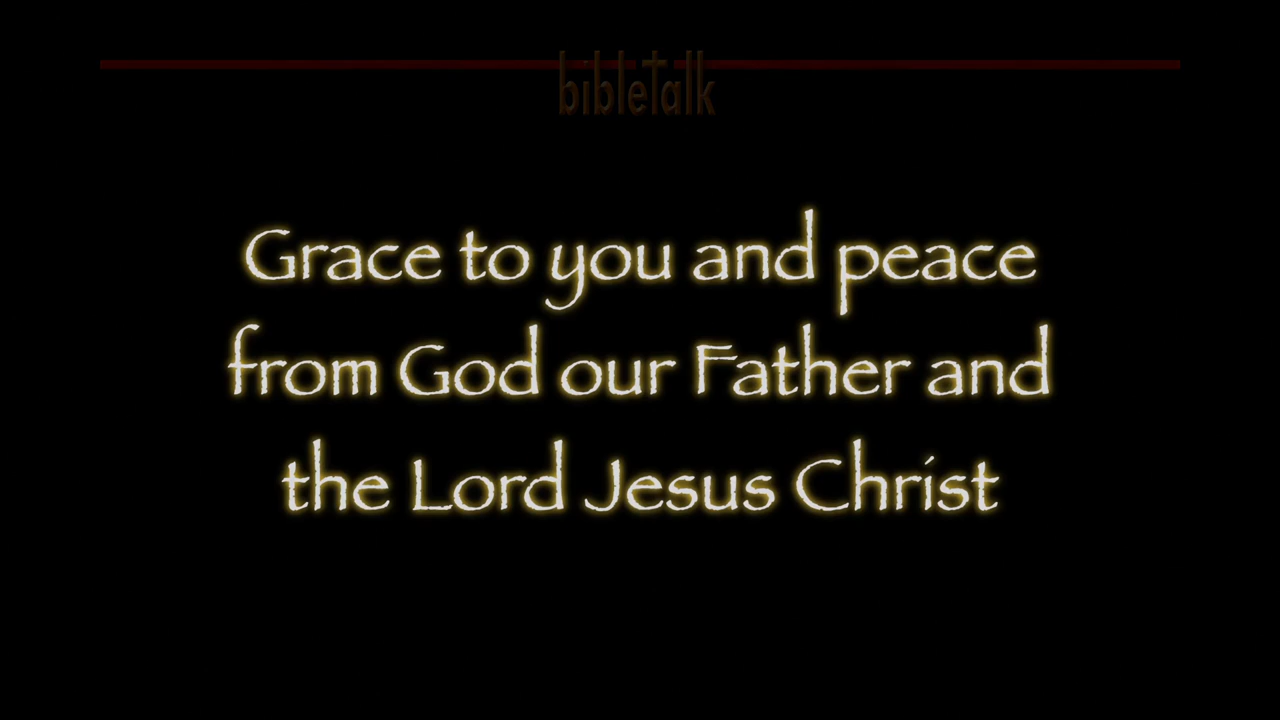 bibleTalk
Grace to you and peace
from God our Father and
the Lord Jesus Christ